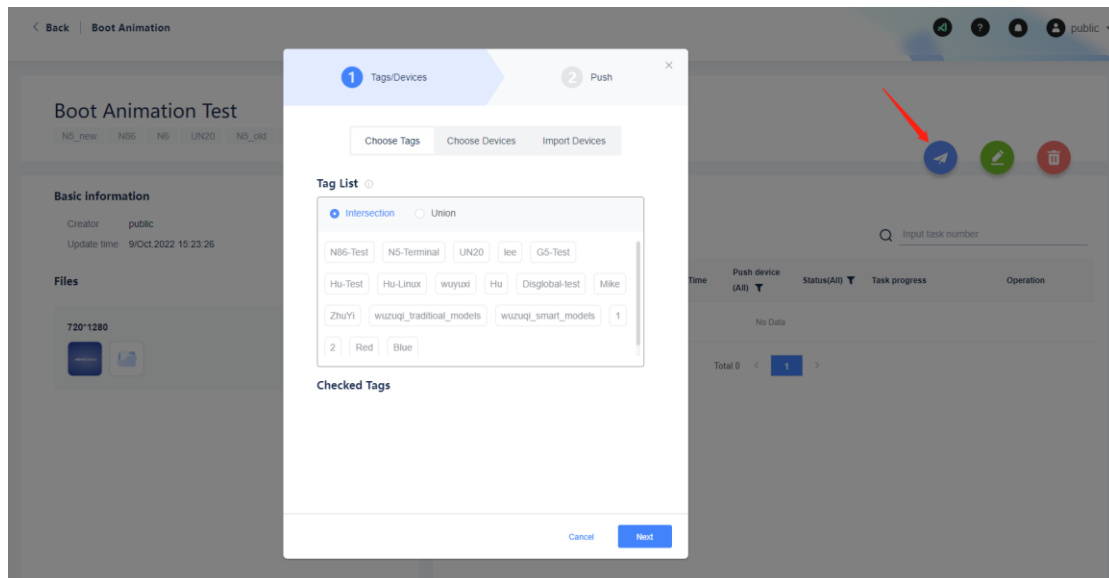 Back | Boot Animation
public
Boot Animation Test
N5_new N86 N6 UN20 N5_old
Basic information
Creator public
Update time 9/Oct.2022 15:23:26
Files
720*1280
1 Tags/Devices
2 Push
Choose Tags Choose Devices Import Devices
Tag List
Intersection Union
N86-Test N5-Terminal UN20 lee G5-Test
Hu-Test Hu-Linux wuyuxi Hu Disglobal-test Mike
ZhuYi wuzuqi_traditioal_models wuzuqi_smart_models 1
2 Red Blue
Checked Tags
Cancel Next
Input task number
Time Push device (All) Status(All) Task progress Operation
No Data
Total 0 < 1 >